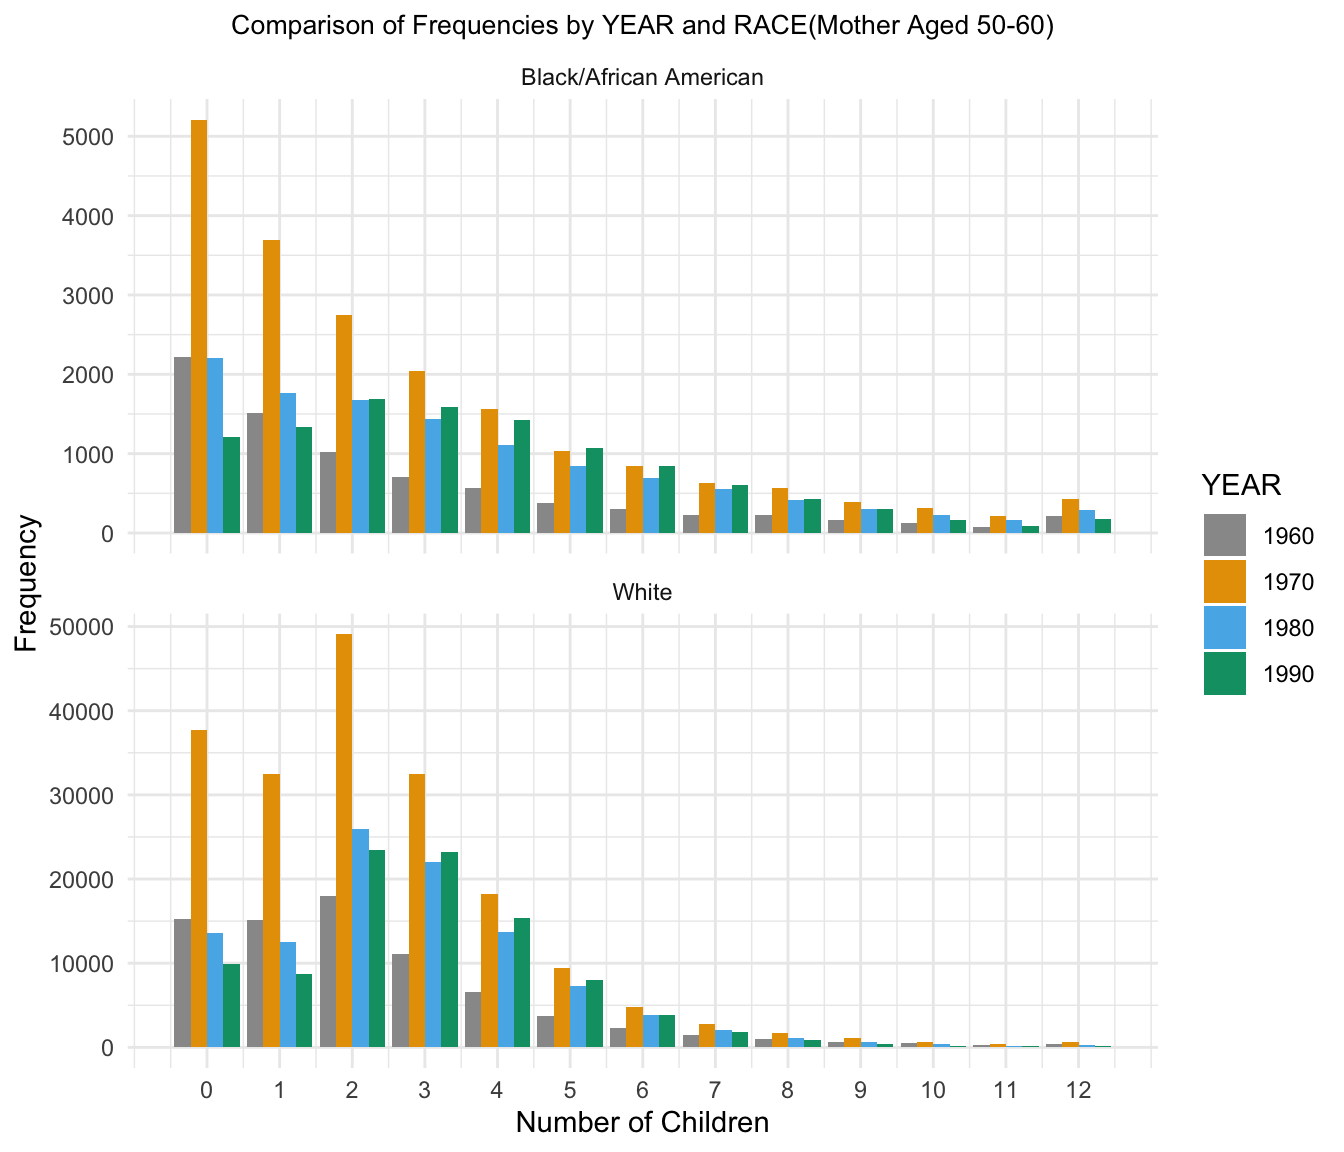 Comparison of Frequencies by YEAR and RACE(Mother Aged 50-60)
Black/African American
5000
4000
3000
2000
1000
0
Frequency
White
50000
40000
30000
20000
10000
0
0 1 2 3 4 5 6 7 8 9 10 11 12
Number of Children
YEAR
1960
1970
1980
1990